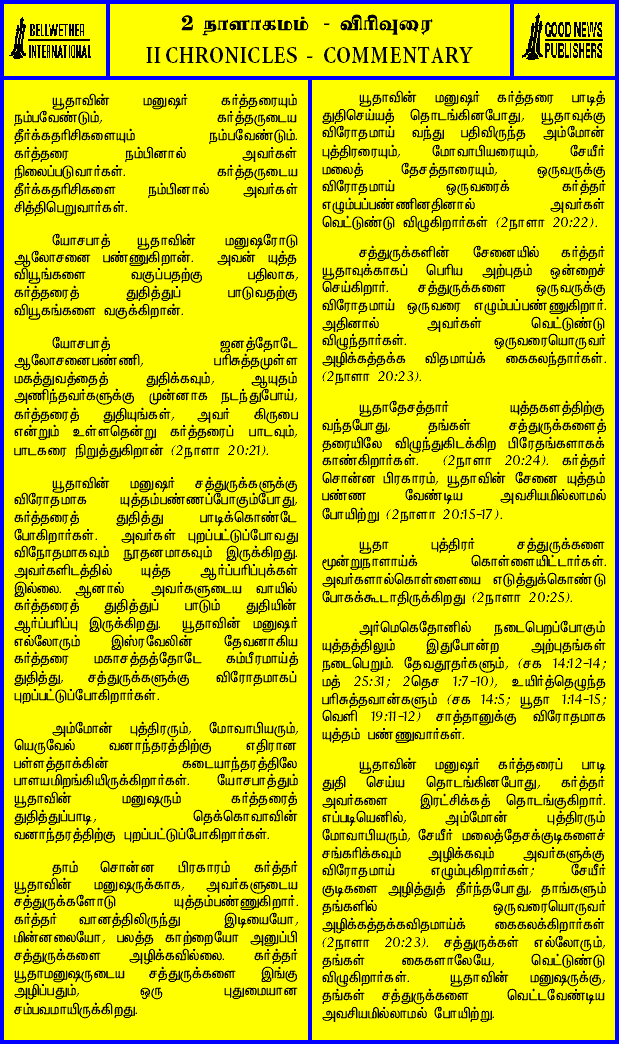 BELLWETHER
INTERNATIONAL
2 நாளாகமம் - விரிவுரை
II CHRONICLES - COMMENTARY
GOOD NEWS
PUBLISHERS
யூதாவின் மனுஷர் கர்த்தரையும்
நம்பவேண்டும், கர்த்தருடைய
தீர்க்கதரிசிகளையும் நம்பவேண்டும்.
கர்த்தரை நம்பினால் அவர்கள்
நிலைப்படுவார்கள். கர்த்தருடைய
தீர்க்கதரிசிகளை நம்பினால் அவர்கள்
சித்திபெறுவார்கள்.
யோசபாத் யூதாவின் மனுஷரோடு
ஆலோசனை பண்ணுகிறான். அவன் யுத்த
வியூங்களை வகுப்பதற்கு பதிலாக,
கர்த்தரைத் துதித்துப் பாடுவதற்கு
வியூகங்களை வகுக்கிறான்.
யோசபாத் ஜனத்தோடே
ஆலோசனைபண்ணி, பரிசுத்தமுள்ள
மகத்துவத்தைத் துதிக்கவும், ஆயுதம்
அணிந்தவர்களுக்கு முன்னாக நடந்துபோய்,
கர்த்தரைத் துதியுங்கள், அவர் கிருபை
என்றும் உள்ளதென்று கர்த்தரைப் பாடவும்,
பாடகரை நிறுத்துகிறான் (2நாளா 20:21).
யூதாவின் மனுஷர் சத்துருக்களுக்கு
விரோதமாக யுத்தம்பண்ணப்போகும்போது,
கர்த்தரைத் துதித்து பாடிக்கொண்டே
போகிறார்கள். அவர்கள் புறப்பட்டுப்போவது
விநோதமாகவும் நூதனமாகவும் இருக்கிறது.
அவர்களிடத்தில் யுத்த ஆர்ப்பரிப்புக்கள்
இல்லை. ஆனால் அவர்களுடைய வாயில்
கர்த்தரைத் துதித்துப் பாடும் துதியின்
ஆர்ப்பரிப்பு இருக்கிறது. யூதாவின் மனுஷர்
எல்லோரும் இஸ்ரவேலின் தேவனாகிய
கர்த்தரை மகாசத்தத்தோடே கம்பீரமாய்த்
துதித்து, சத்துருக்களுக்கு விரோதமாகப்
புறப்பட்டுப்போகிறார்கள்.
அம்மோன் புத்திரரும், மோவாபியரும்,
யெருவேல் வனாந்தரத்திற்கு எதிரான
பள்ளத்தாக்கின் கடையாந்தரத்திலே
பாளயமிறங்கியிருக்கிறார்கள். யோசபாத்தும்
யூதாவின் மனுஷரும் கர்த்தரைத்
துதித்துப்பாடி, தெக்கொவாவின்
வனாந்தரத்திற்கு புறப்பட்டுப்போகிறார்கள்.
தாம் சொன்ன பிரகாரம் கர்த்தர்
யூதாவின் மனுஷருக்காக, அவர்களுடைய
சத்துருக்களோடு யுத்தம்பண்ணுகிறார்.
கர்த்தர் வானத்திலிருந்து இடியையோ,
மின்னலையோ, பலத்த காற்றையோ அனுப்பி
சத்துருக்களை அழிக்கவில்லை. கர்த்தர்
யூதாமனுஷருடைய சத்துருக்களை இங்கு
அழிப்பதும், ஒரு புதுமையான
சம்பவமாயிருக்கிறது.
யூதாவின் மனுஷர் கர்த்தரை பாடித்
துதிசெய்யத் தொடங்கினபோது, யூதாவுக்கு
விரோதமாய் வந்து பதிவிருந்த அம்மோன்
புத்திரரையும், மோவாபியரையும், சேயீர்
மலைத் தேசத்தாரையும், ஒருவருக்கு
விரோதமாய் ஒருவரைக் கர்த்தர்
எழும்பப்பண்ணினதினால் அவர்கள்
வெட்டுண்டு விழுகிறார்கள் (2நாளா 20:22).
சத்துருக்களின் சேனையில் கர்த்தர்
யூதாவுக்காகப் பெரிய அற்புதம் ஒன்றைச்
செய்கிறார். சத்துருக்களை ஒருவருக்கு
விரோதமாய் ஒருவரை எழும்பப்பண்ணுகிறார்.
அதினால் அவர்கள் வெட்டுண்டு
விழுந்தார்கள். ஒருவரையொருவர்
அழிக்கத்தக்க விதமாய்க் கைகலந்தார்கள்.
(2நாளா 20:23).
யூதாதேசத்தார் யுத்தகளத்திற்கு
வந்தபோது, தங்கள் சத்துருக்களைத்
தரையிலே விழுந்துகிடக்கிற பிரேதங்களாகக்
காண்கிறார்கள். (2நாளா 20:24). கர்த்தர்
சொன்ன பிரகாரம், யூதாவின் சேனை யுத்தம்
பண்ண வேண்டிய அவசியமில்லாமல்
போயிற்று (2நாளா 20:15-17).
யூதா புத்திரர் சத்துருக்களை
மூன்றுநாளாய்க் கொள்ளையிட்டார்கள்.
அவர்களால்கொள்ளையை எடுத்துக்கொண்டு
போகக்கூடாதிருக்கிறது (2நாளா 20:25).
அர்மெகெதோனில் நடைபெறப்போகும்
யுத்தத்திலும் இதுபோன்ற அற்புதங்கள்
நடைபெறும். தேவதூதர்களும், (சக 14:12-14;
மத் 25:31; 2தெச 1:7-10), உயிர்த்தெழுந்த
பரிசுத்தவான்களும் (சக 14:5; யூதா 1:14-15;
வெளி 19:11-12) சாத்தானுக்கு விரோதமாக
யுத்தம் பண்ணுவார்கள்.
யூதாவின் மனுஷர் கர்த்தரைப் பாடி
துதி செய்ய தொடங்கினபோது, கர்த்தர்
அவர்களை இரட்சிக்கத் தொடங்குகிறார்.
எப்படியெனில், அம்மோன் புத்திரரும்
மோவாபியரும், சேயீர் மலைத்தேசக்குடிகளைச்
சங்கரிக்கவும் அழிக்கவும் அவர்களுக்கு
விரோதமாய் எழும்புகிறார்கள்; சேயீர்
குடிகளை அழித்துத் தீர்ந்தபோது, தாங்களும்
தங்களில் ஒருவரையொருவர்
அழிக்கத்தக்கவிதமாய்க் கைகலக்கிறார்கள்
(2நாளா 20:23). சத்துருக்கள் எல்லோரும்,
தங்கள் கைகளாலேயே, வெட்டுண்டு
விழுகிறார்கள். யூதாவின் மனுஷருக்கு,
தங்கள் சத்துருக்களை வெட்டவேண்டிய
அவசியமில்லாமல் போயிற்று.